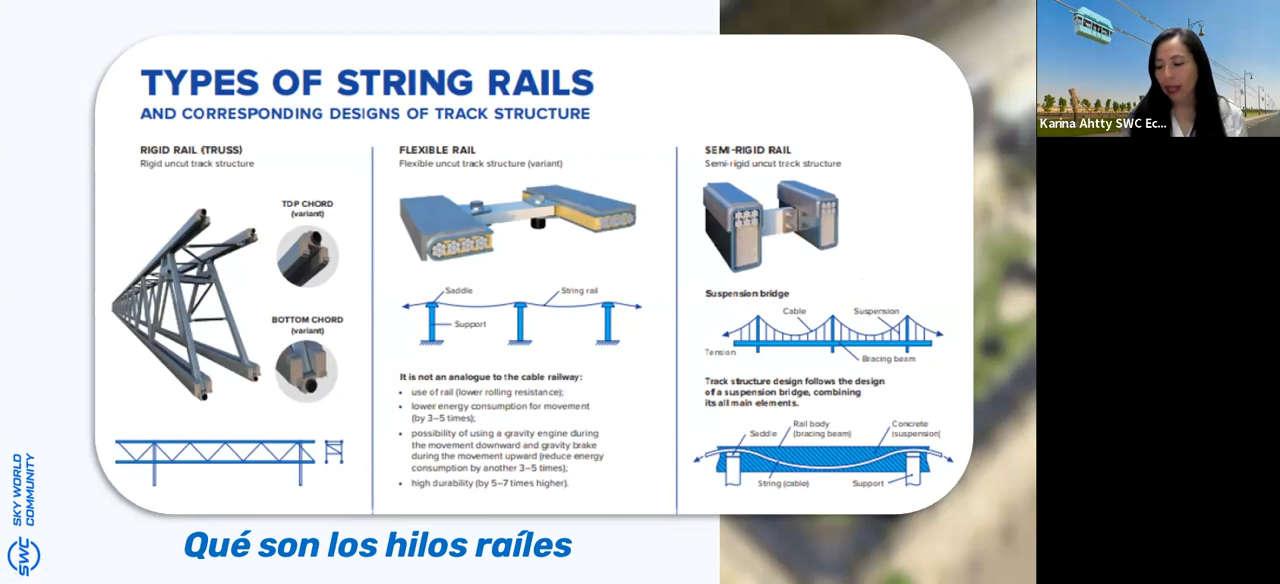 TYPES OF STRING RAILS
AND CORRESPONDING DESIGNS OF TRACK STRUCTURE
RIGID RAIL (TRUSS)
Rigid uncut track structure
TOP CHORD
(variant)
BOTTOM CHORD
(variant)
FLEXIBLE RAIL
Flexible uncut track structure (variant)
Saddle
String rail
Support
It is not an analogue to the cable railway:
• use of rail (lower rolling resistance);
• lower energy consumption for movement
(by 3–5 times);
• possibility of using a gravity engine during
the movement downward and gravity brake
during the movement upward (reduce energy
consumption by another 3–5 times);
• high durability (by 5–7 times higher).
SEMI-RIGID RAIL
Semi-rigid uncut track structure
Suspension bridge
Cable
Suspension
Tension
Bracing beam
Track structure design follows the design
of a suspension bridge, combining
its all main elements.
Saddle
Rail body
(bracing beam)
Concrete
(suspension)
String (cable)
Support
Qué son los hilos raíles
SWC
SKY WORLD
COMMUNITY
Karina Ahtty SWC Ec...